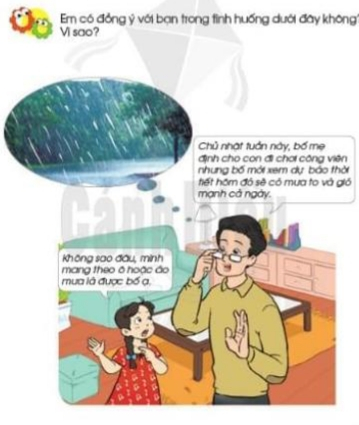 Em có đồng ý với bạn trong tình huống dưới đây không?
Vì sao?
Chủ nhật tuần này, bố mẹ
định cho con đi chơi công viên
nhưng bố mới xem dự báo thời
tiết hôm đó sẽ có mưa to và gió
mạnh cả ngày.
Không sao đâu, mình
mang theo ô hoặc áo
mưa là được bố ạ.
Cánh Diều